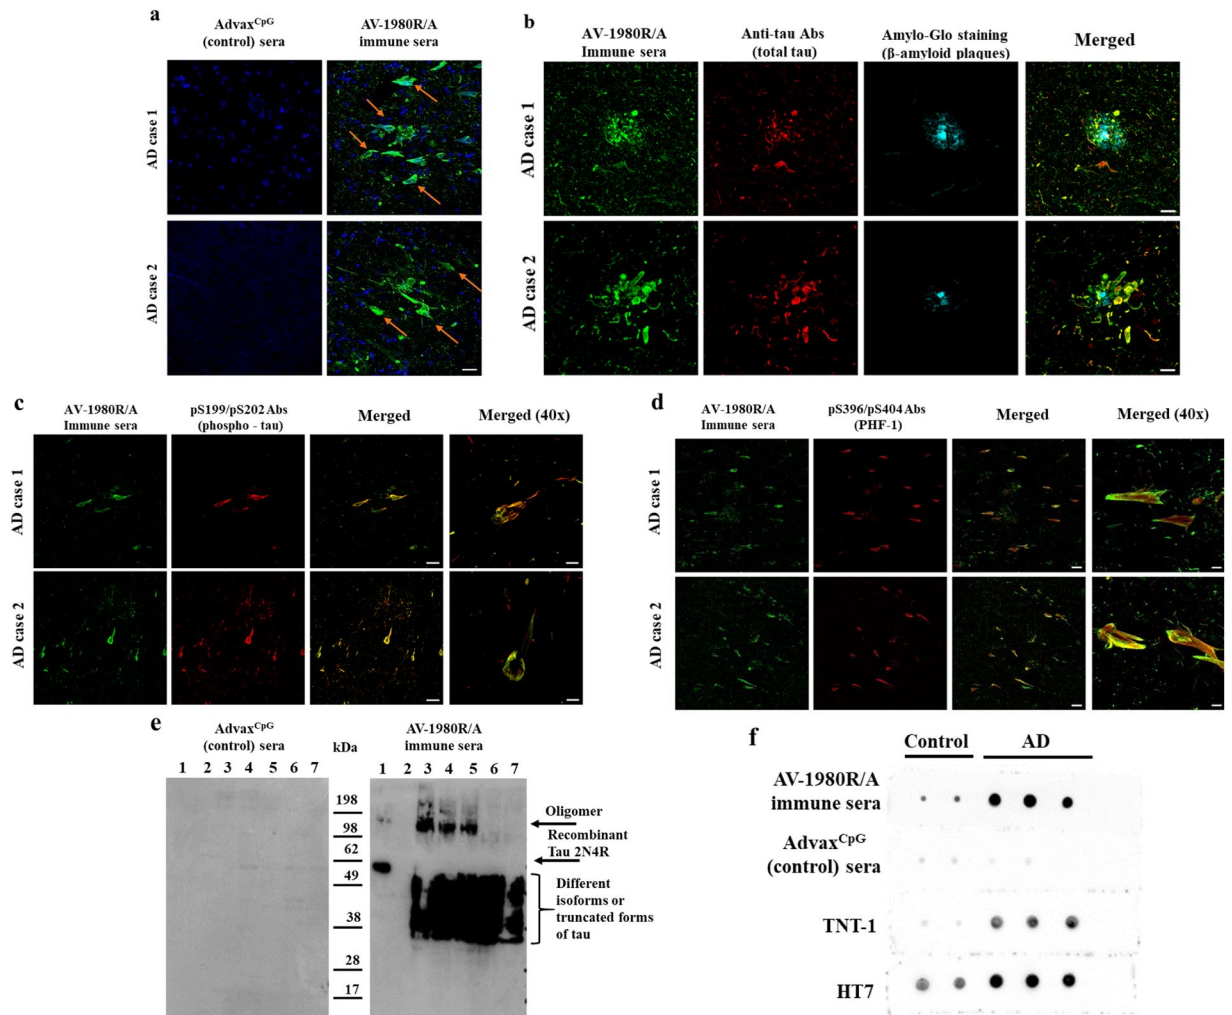 a
Advax^CpG
(control) sera
AV-1980R/A
immune sera
AD case 1
AD case 2
b
AV-1980R/A
Immune sera
Anti-tau Abs
(total tau)
Amylo-Glo staining
(β-amyloid plaques)
Merged
AD case 1
AD case 2
c
AV-1980R/A
Immune sera
pS199/pS202 Abs
(phospho - tau)
Merged
Merged (40x)
AD case 1
AD case 2
d
AV-1980R/A
Immune sera
pS396/pS404 Abs
(PHF-1)
Merged
Merged (40x)
AD case 1
AD case 2
e
Advax^CpG
(control) sera
kDa
AV-1980R/A
immune sera
1 2 3 4 5 6 7
1 2 3 4 5 6 7
198
98
62
49
38
28
17
Oligomer
Recombinant
Tau 2N4R
Different
isoforms or
truncated forms
of tau
f
Control
AD
AV-1980R/A
immune sera
Advax^CpG
(control) sera
TNT-1
HT7